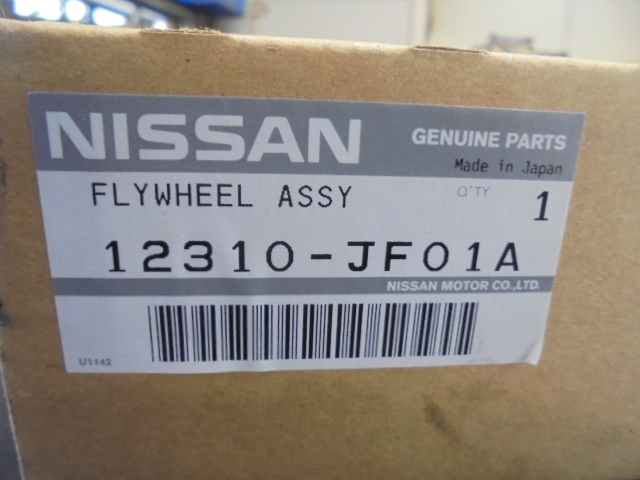 NISSAN
GENUINE PARTS
Made in Japan
FLYWHEEL ASSY
Q'TY 1
12310-JF01A
NISSAN MOTOR CO.,LTD.
U1142